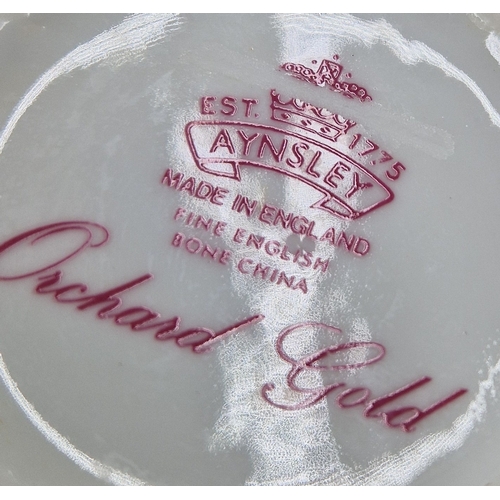 EST. 1775
AYNSLEY
MADE IN ENGLAND
FINE ENGLISH
BONE CHINA
Orchard Gold